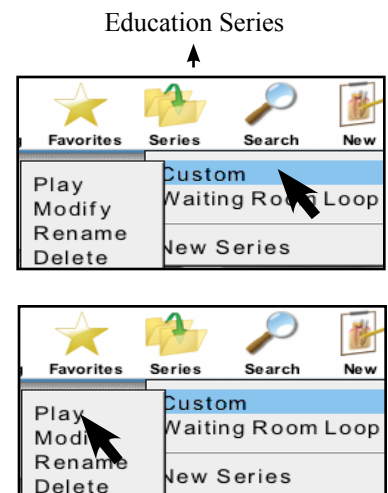 Education Series
Favorites Series Search New
Play
Modify
Rename
Delete
Custom
Waiting Room Loop
New Series
Favorites Series Search New
Play
Modi
Rename
Delete
Custom
Waiting Room Loop
New Series